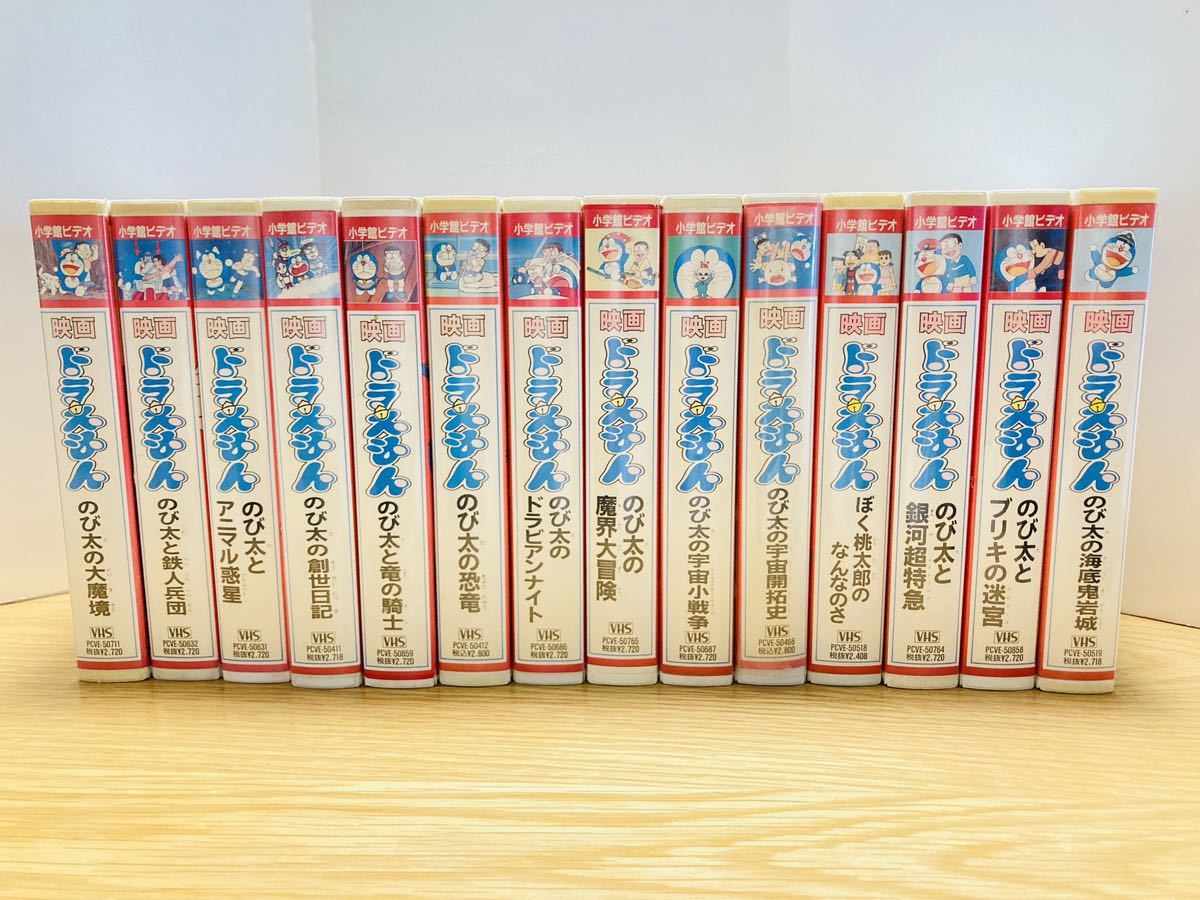 小学館ビデオ
映画
ドラえもん
のび太の大魔境
VHS
PCVE-50711
税抜¥2.720
小学館ビデオ
映画
ドラえもん
のび太と鉄人兵団
VHS
PCVE-50632
税抜¥2.720
小学館ビデオ
映画
ドラえもん
のび太と
アニマル惑星
VHS
PCVE-50631
税抜¥2.720
小学館ビデオ
映画
ドラえもん
のび太の創世日記
VHS
PCVE-50411
税抜¥2.718
小学館ビデオ
映画
ドラえもん
のび太と竜の騎士
VHS
PCVE-50859
税抜¥2.720
小学館ビデオ
映画
ドラえもん
のび太の恐竜
VHS
PCVE-50412
税込¥2.800
小学館ビデオ
映画
ドラえもん
のび太の
ドラビアンナイト
VHS
PCVE-50686
税抜¥2.720
小学館ビデオ
映画
ドラえもん
のび太の
魔界大冒険
VHS
PCVE-50765
税抜¥2.720
小学館ビデオ
映画
ドラえもん
のび太の宇宙小戦争
VHS
PCVE-50687
税抜¥2.720
小学館ビデオ
映画
ドラえもん
のび太の宇宙開拓史
VHS
PCVE-50465
税込¥2.800
小学館ビデオ
映画
ドラえもん
ぼく桃太郎の
なんなのさ
VHS
PCVE-50518
税抜¥2.408
小学館ビデオ
映画
ドラえもん
のび太と
銀河超特急
VHS
PCVE-50764
税抜¥2.720
小学館ビデオ
映画
ドラえもん
のび太と
ブリキの迷宮
VHS
PCVE-50858
税抜¥2.720
小学館ビデオ
映画
ドラえもん
のび太の海底鬼岩城
VHS
PCVE-50519
税抜¥2.718